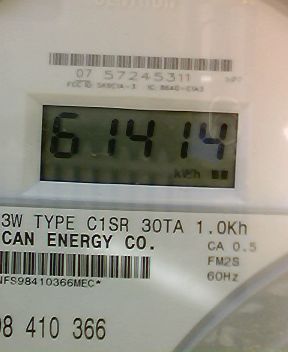 07 57245311
61414
kWh
3W TYPE C1SR 30TA 1.0Kh
CAN ENERGY CO.
CA 0.5
FM2S
60Hz
NFS98410366MEC*
98 410 366